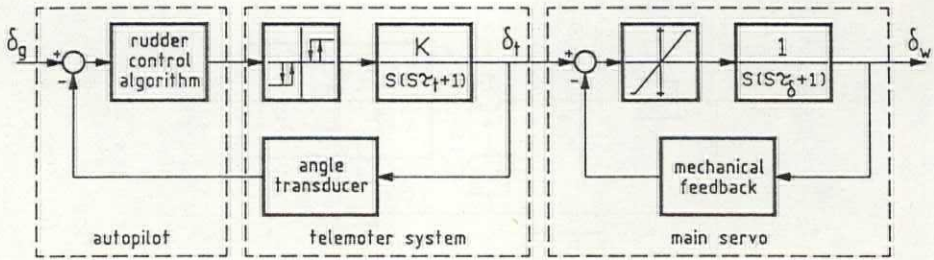 δg
+
-
rudder
control
algorithm
K
S(Sτt+1)
δt
+
-
1
S(Sτδ+1)
δw
angle
transducer
mechanical
feedback
autopilot
telemoter system
main servo